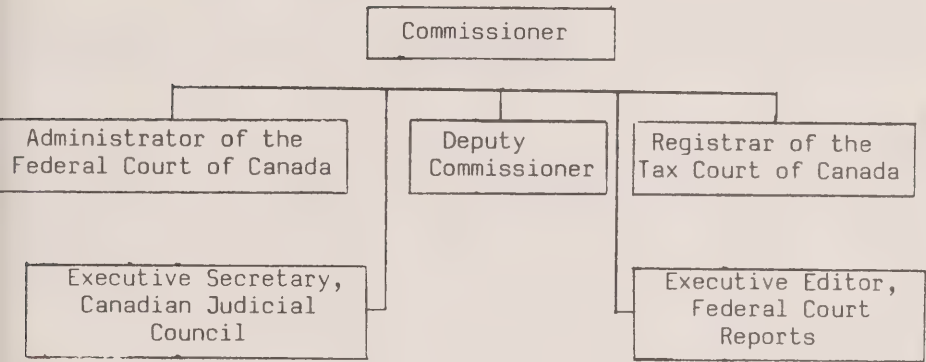 Commissioner
Administrator of the
Federal Court of Canada
Deputy
Commissioner
Registrar of the
Tax Court of Canada
Executive Secretary,
Canadian Judicial
Council
Executive Editor,
Federal Court
Reports